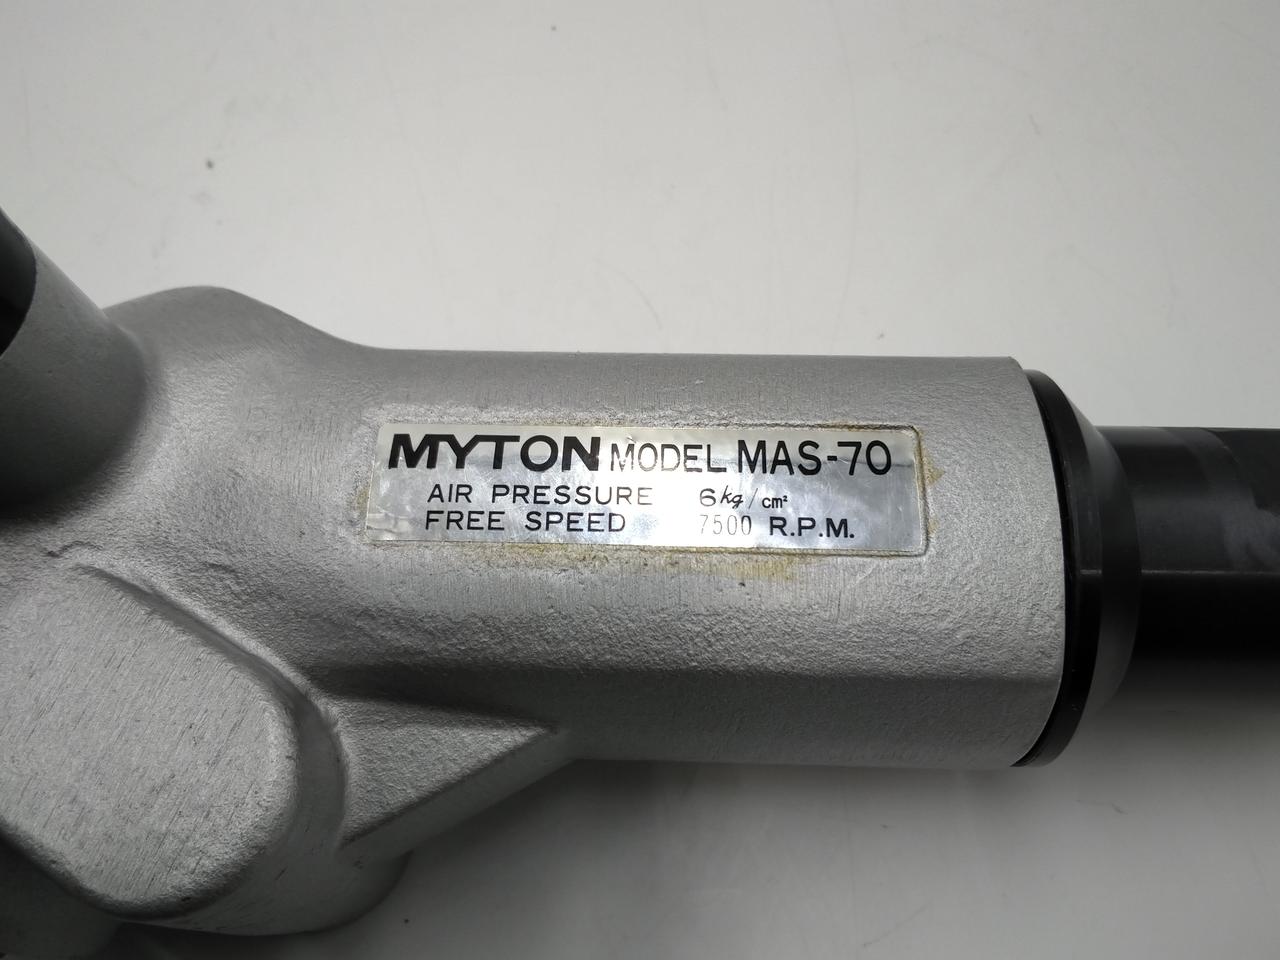 MYTON MODEL MAS-70
AIR PRESSURE 6kg/cm²
FREE SPEED 7500 R.P.M.